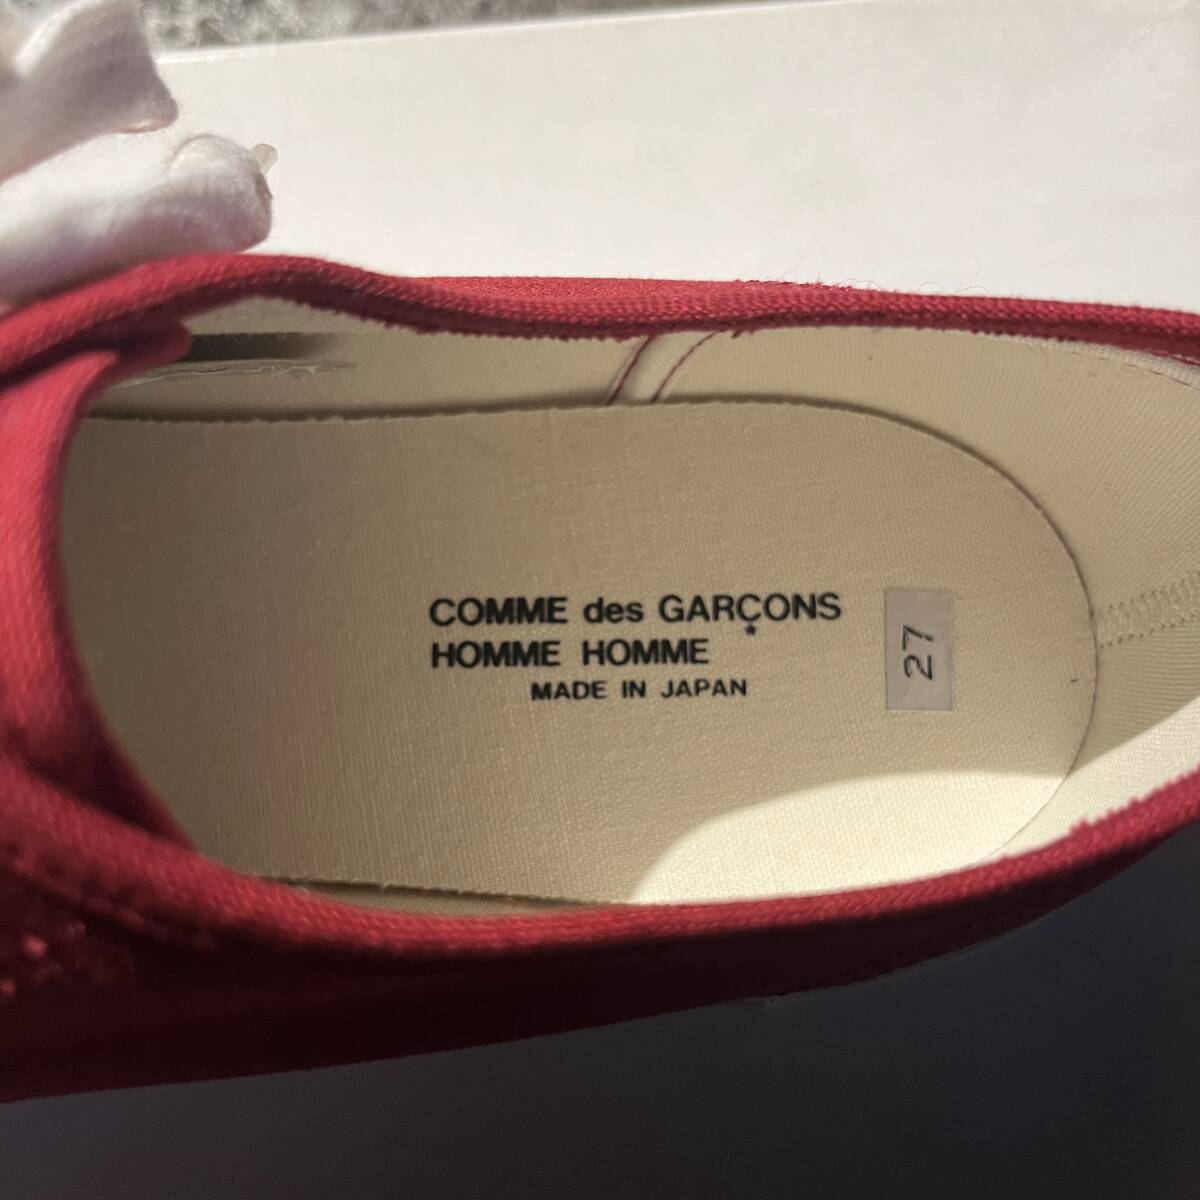 COMME des GARÇONS
HOMME HOMME
MADE IN JAPAN
27